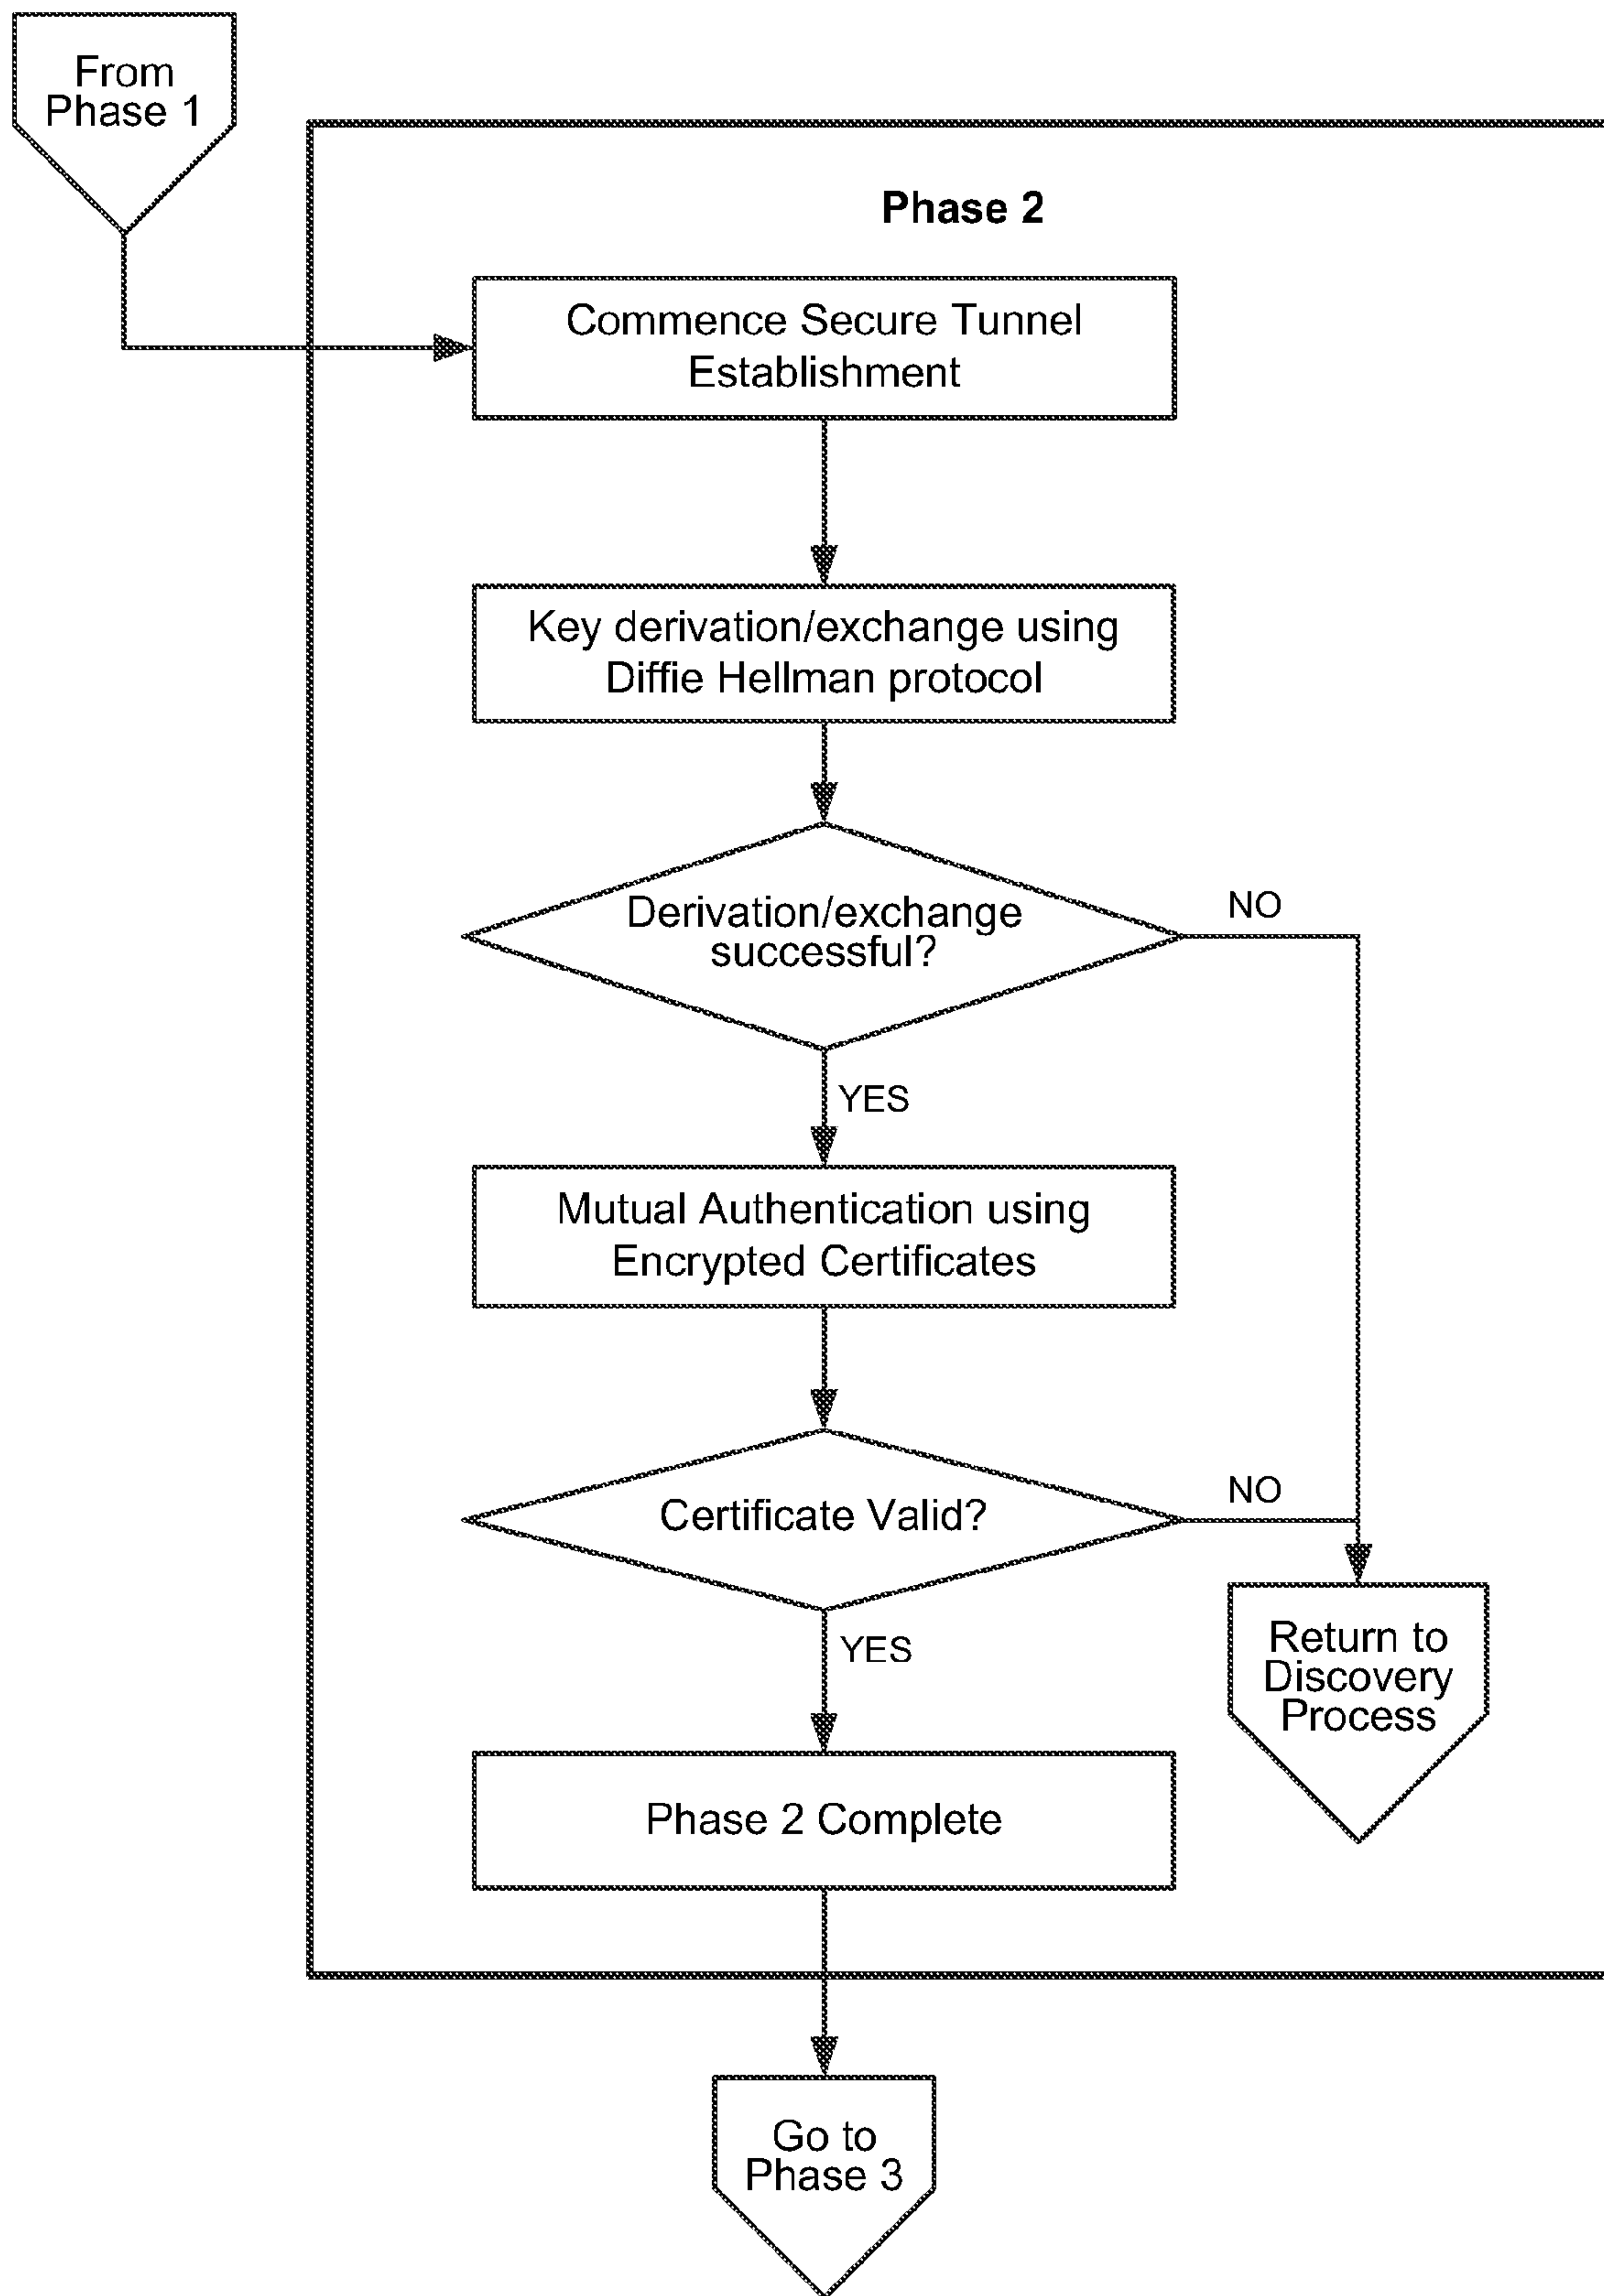 From
Phase 1
Phase 2
Commence Secure Tunnel
Establishment
Key derivation/exchange using
Diffie Hellman protocol
Derivation/exchange
successful?
NO
YES
Mutual Authentication using
Encrypted Certificates
Certificate Valid?
NO
YES
Return to
Discovery
Process
Phase 2 Complete
Go to
Phase 3